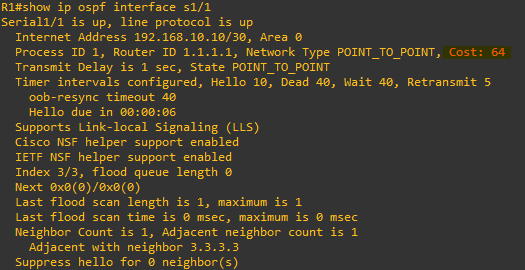 R1#show ip ospf interface s1/1
Serial1/1 is up, line protocol is up
Internet Address 192.168.10.10/30, Area 0
Process ID 1, Router ID 1.1.1.1, Network Type POINT_TO_POINT, Cost: 64
Transmit Delay is 1 sec, State POINT_TO_POINT
Timer intervals configured, Hello 10, Dead 40, Wait 40, Retransmit 5
oob-resync timeout 40
Hello due in 00:00:06
Supports Link-local Signaling (LLS)
Cisco NSF helper support enabled
IETF NSF helper support enabled
Index 3/3, flood queue length 0
Next 0x0(0)/0x0(0)
Last flood scan length is 1, maximum is 1
Last flood scan time is 0 msec, maximum is 0 msec
Neighbor Count is 1, Adjacent neighbor count is 1
Adjacent with neighbor 3.3.3.3
Suppress hello for 0 neighbor(s)